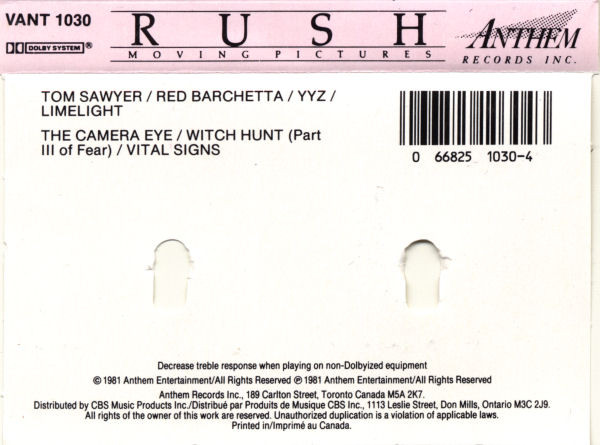 VANT 1030
DOLBY SYSTEM ®
RUSH
MOVING PICTURES
ANTHEM
RECORDS INC.
TOM SAWYER / RED BARCHETTA / YYZ /
LIMELIGHT
THE CAMERA EYE / WITCH HUNT (Part
III of Fear) / VITAL SIGNS
0 66825 1030-4
Decrease treble response when playing on non-Dolbyized equipment
© 1981 Anthem Entertainment/All Rights Reserved ℗ 1981 Anthem Entertainment/All Rights Reserved
Anthem Records Inc., 189 Carlton Street, Toronto Canada M5A 2K7.
Distributed by CBS Music Products Inc./Distribué par Produits de Musique CBS Inc., 1113 Leslie Street, Don Mills, Ontario M3C 2J9.
All rights of the owner of this work are reserved. Unauthorized duplication is a violation of applicable laws.
Printed in/Imprimé au Canada.